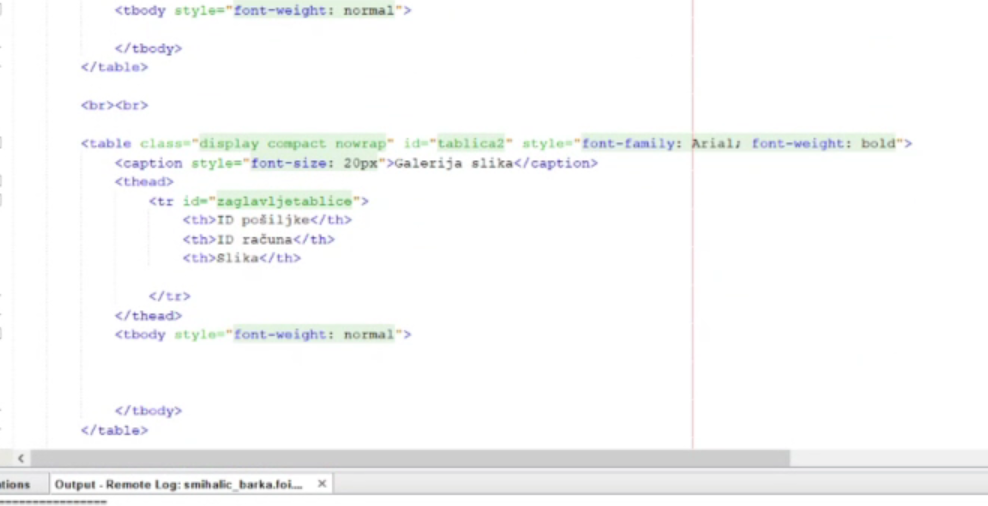 <tbody style="font-weight: normal">
</tbody>
</table>
<br><br>
<table class="display compact nowrap" id="tablica2" style="font-family: Arial; font-weight: bold">
<caption style="font-size: 20px">Galerija slika</caption>
<thead>
<tr id="zaglavljetablice">
<th>ID pošiljke</th>
<th>ID računa</th>
<th>Slika</th>
</tr>
</thead>
<tbody style="font-weight: normal">
</tbody>
</table>
tions Output - Remote Log: smihalic_barka.foi... ×
================